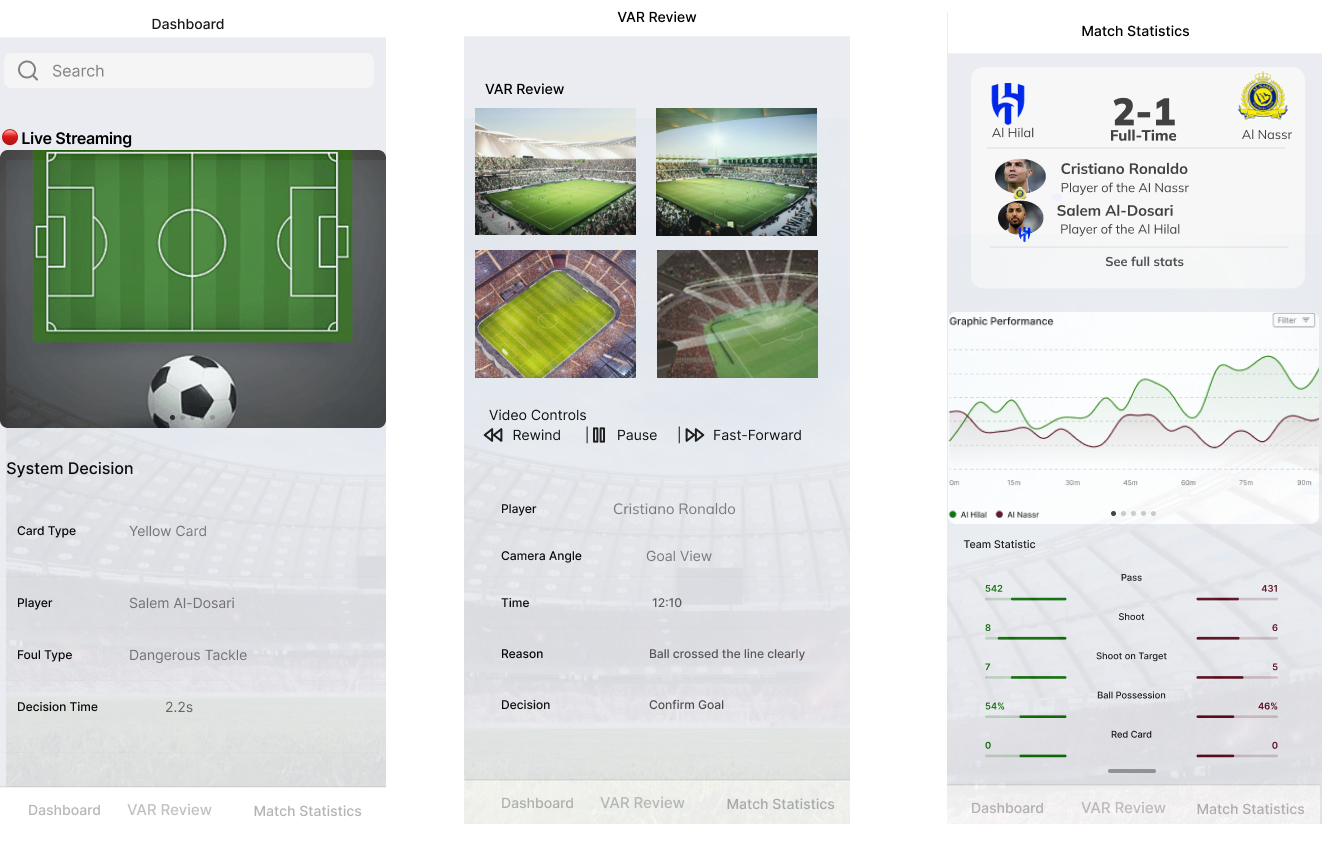 Dashboard
Search
Live Streaming
System Decision
Card Type Yellow Card
Player Salem Al-Dosari
Foul Type Dangerous Tackle
Decision Time 2.2s
Dashboard VAR Review Match Statistics
VAR Review
VAR Review
Video Controls
Rewind | Pause | Fast-Forward
Player Cristiano Ronaldo
Camera Angle Goal View
Time 12:10
Reason Ball crossed the line clearly
Decision Confirm Goal
Dashboard VAR Review Match Statistics
Match Statistics
2-1
Al Hilal Full-Time Al Nassr
Cristiano Ronaldo
Player of the Al Nassr
Salem Al-Dosari
Player of the Al Hilal
See full stats
Graphic Performance Filter
0m 15m 30m 45m 60m 75m 90m
Al Hilal Al Nassr
Team Statistic
Pass
542 431
Shoot
8 6
Shoot on Target
7 5
Ball Possession
54% 46%
Red Card
0 0
Dashboard VAR Review Match Statistics